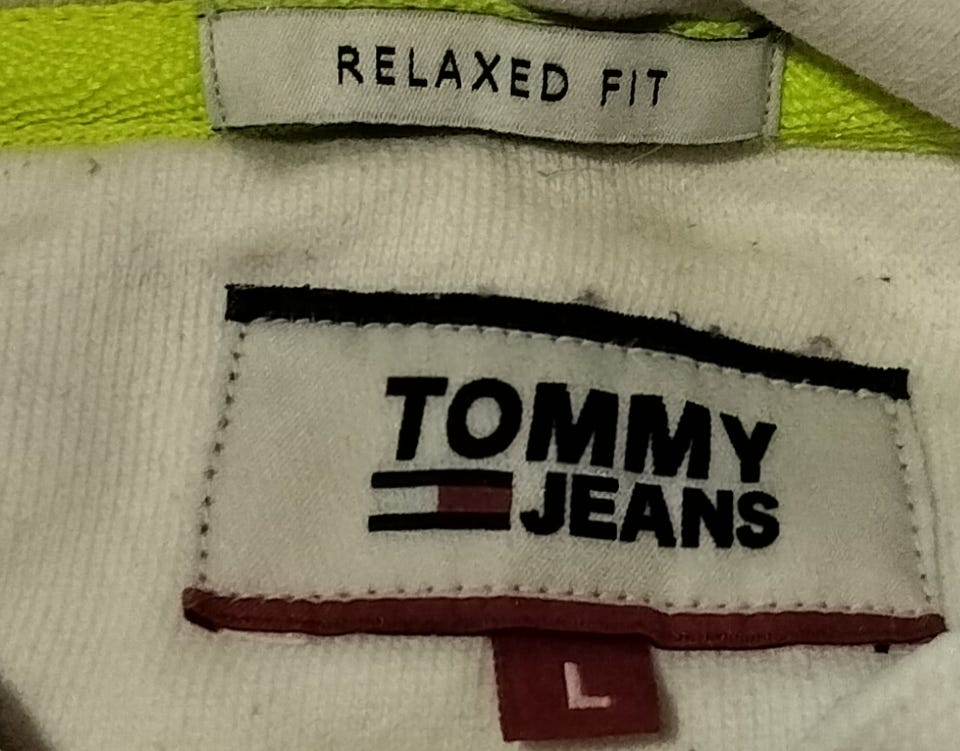 RELAXED FIT
TOMMY
JEANS
L